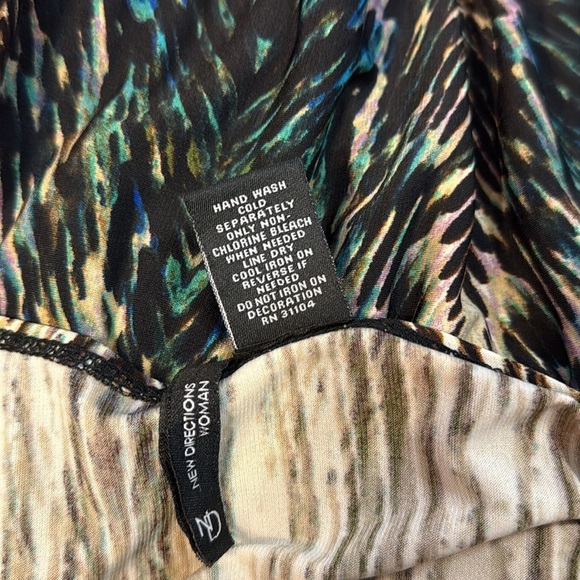 HAND WASH
COLD
SEPARATELY
ONLY NON-
CHLORINE BLEACH
WHEN NEEDED
LINE DRY
COOL IRON ON
REVERSE IF
NEEDED
DO NOT IRON ON
DECORATION
RN 31104
NEW DIRECTIONS
WOMAN
ND